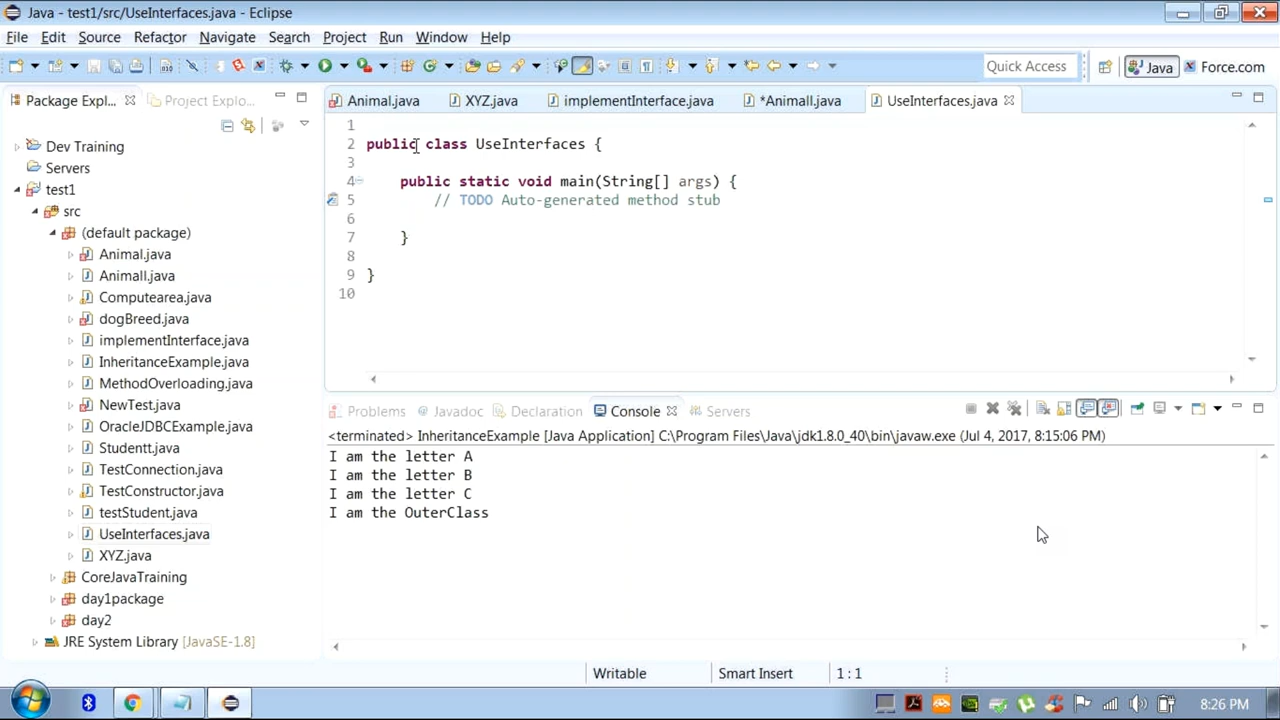 Java - test1/src/UseInterfaces.java - Eclipse
File Edit Source Refactor Navigate Search Project Run Window Help
Quick Access Java Force.com
Package Expl... Project Explo...
Animal.java XYZ.java implementInterface.java *Animall.java UseInterfaces.java
Dev Training
Servers
test1
src
(default package)
Animal.java
Animall.java
Computearea.java
dogBreed.java
implementInterface.java
InheritanceExample.java
MethodOverloading.java
NewTest.java
OracleJDBCExample.java
Studentt.java
TestConnection.java
TestConstructor.java
testStudent.java
UseInterfaces.java
XYZ.java
CoreJavaTraining
day1package
day2
JRE System Library [JavaSE-1.8]
1
2 public class UseInterfaces {
3
4 public static void main(String[] args) {
5 // TODO Auto-generated method stub
6
7 }
8
9 }
10
Problems Javadoc Declaration Console Servers
<terminated> InheritanceExample [Java Application] C:\Program Files\Java\jdk1.8.0_40\bin\javaw.exe (Jul 4, 2017, 8:15:06 PM)
I am the letter A
I am the letter B
I am the letter C
I am the OuterClass
Writable Smart Insert 1 : 1
8:26 PM